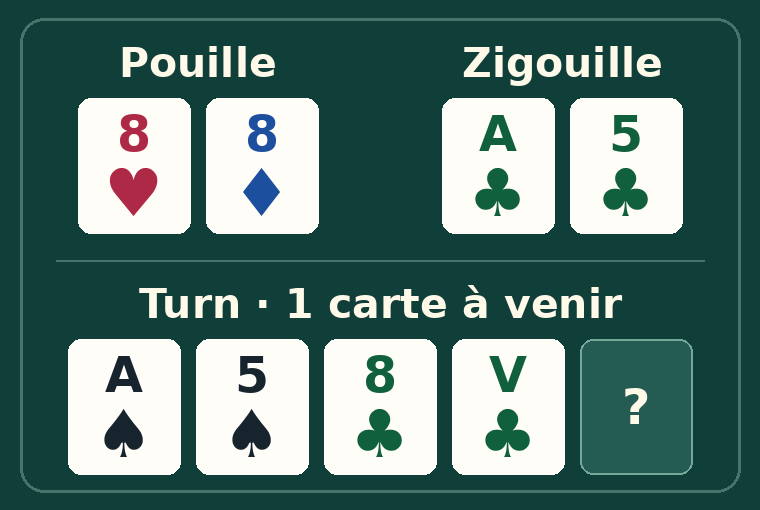 Pouille Zigouille
8♥ 8♦ A♣ 5♣
Turn · 1 carte à venir
A♠ 5♠ 8♣ V♣ ?